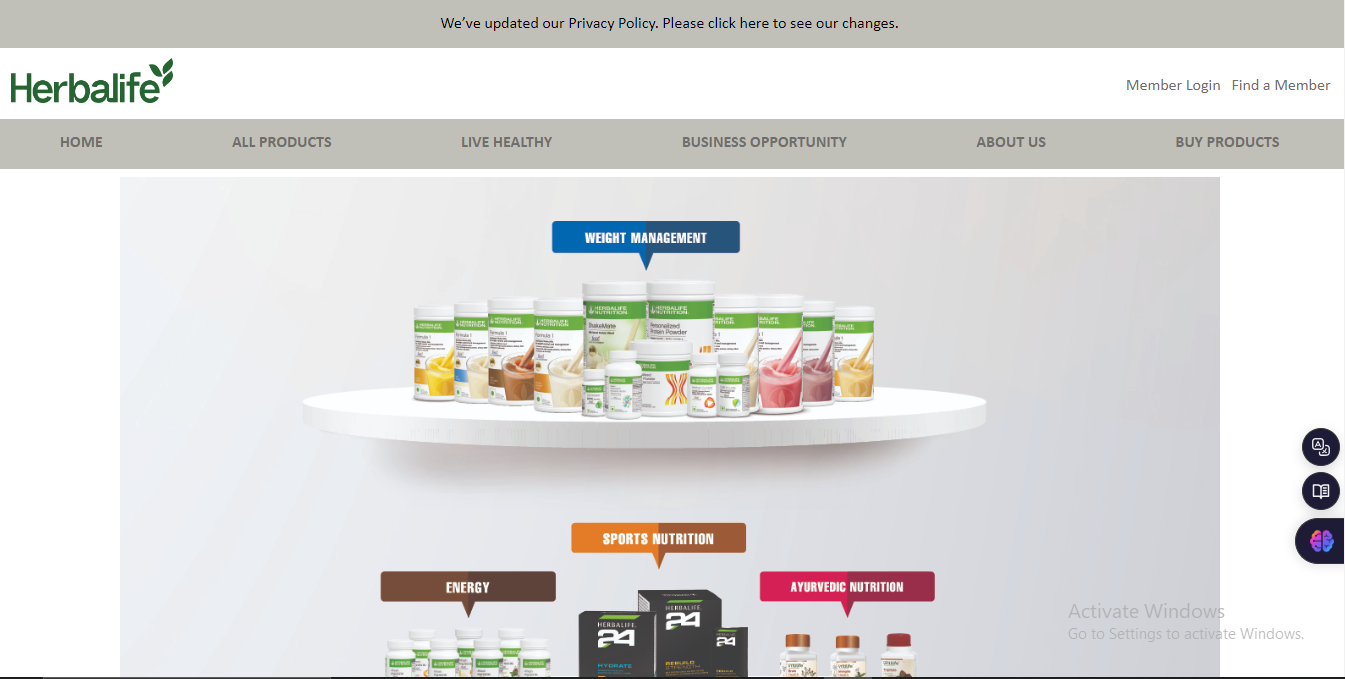 We’ve updated our Privacy Policy. Please click here to see our changes.
Herbalife
Member Login Find a Member
HOME ALL PRODUCTS LIVE HEALTHY BUSINESS OPPORTUNITY ABOUT US BUY PRODUCTS
WEIGHT MANAGEMENT
HERBALIFE
NUTRITION
ShakeMate
Personalized
Protein Powder
Formula 1
SPORTS NUTRITION
ENERGY
AYURVEDIC NUTRITION
HERBALIFE
24
HYDRATE
HERBALIFE
24
REBUILD
STRENGTH
24
Activate Windows
Go to Settings to activate Windows.